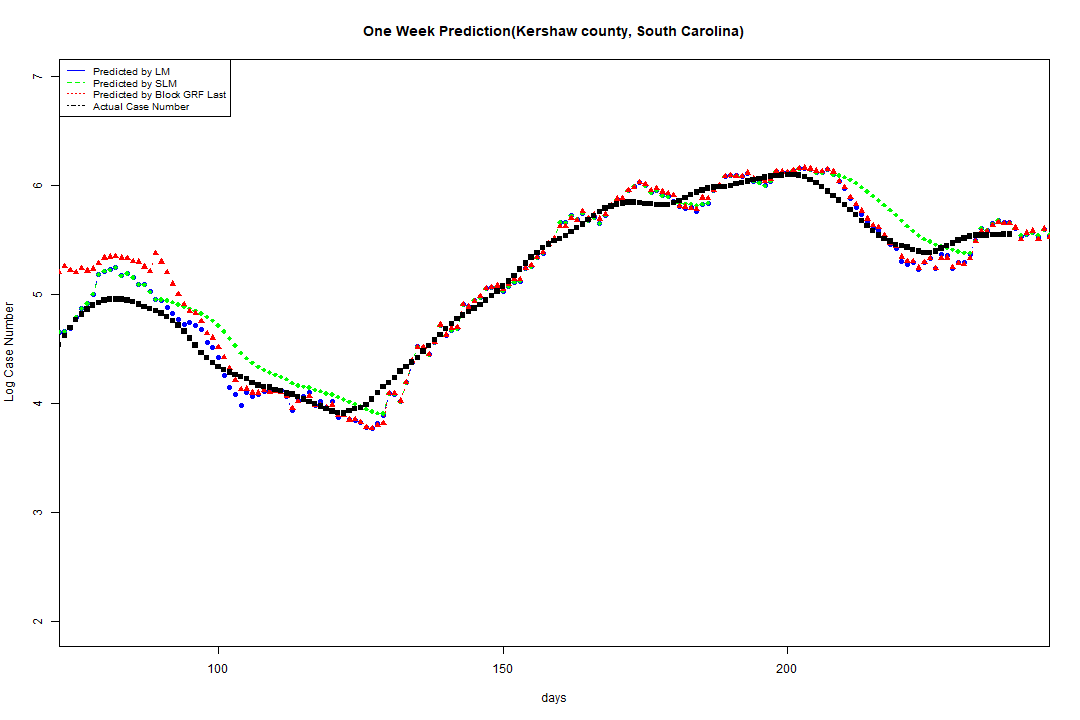 One Week Prediction(Kershaw county, South Carolina)
Predicted by LM
Predicted by SLM
Predicted by Block GRF Last
Actual Case Number
7
6
5
4
3
2
Log Case Number
100 150 200
days